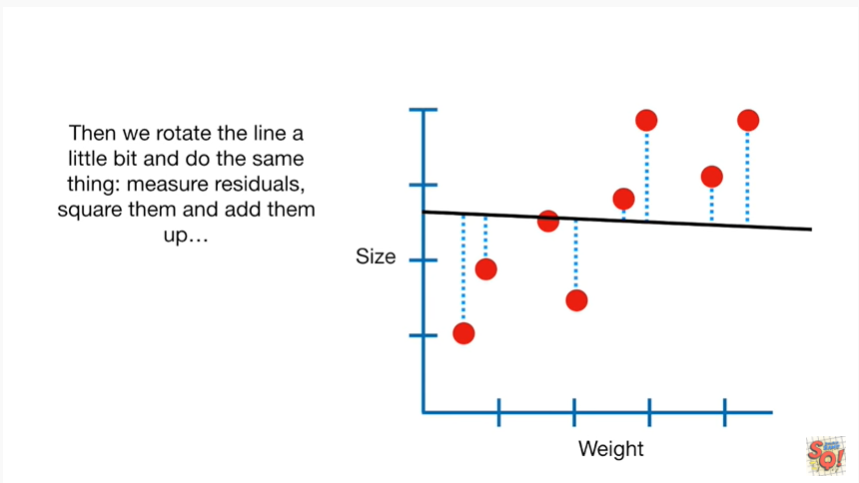 Then we rotate the line a
little bit and do the same
thing: measure residuals,
square them and add them
up…
Size
Weight
SQ!